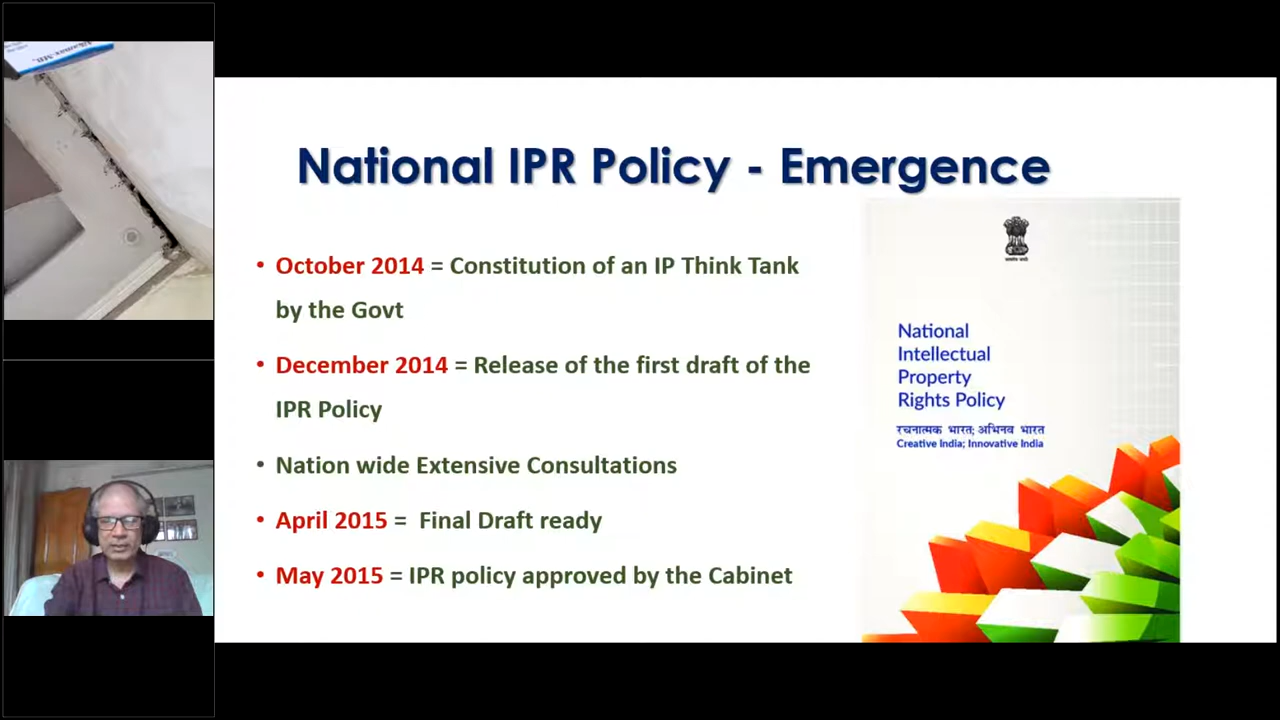 National IPR Policy - Emergence
• October 2014 = Constitution of an IP Think Tank
by the Govt
• December 2014 = Release of the first draft of the
IPR Policy
• Nation wide Extensive Consultations
• April 2015 = Final Draft ready
• May 2015 = IPR policy approved by the Cabinet
National
Intellectual
Property
Rights Policy
रचनात्मक भारत; अभिनव भारत
Creative India; Innovative India